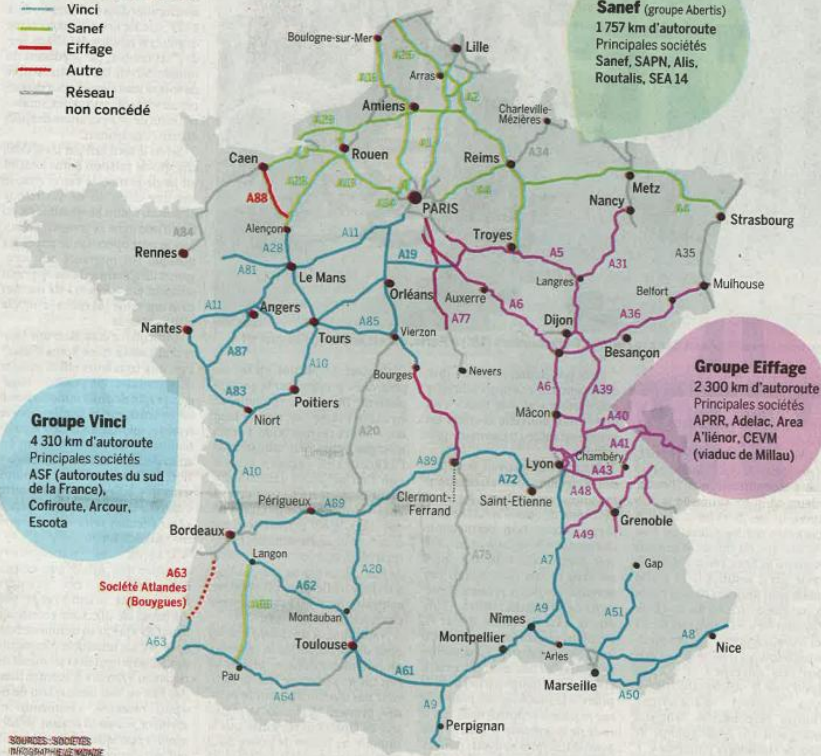 Vinci
Sanef
Eiffage
Autre
Réseau
non concédé
Sanef (groupe Abertis)
1 757 km d'autoroute
Principales sociétés
Sanef, SAPN, Alis,
Routalis, SEA 14
Boulogne-sur-Mer
Lille
A26
A16
Arras
A2
Amiens
Charleville-
Mézières
A29
A1
Rouen
Reims
A34
Caen
A28
A13
A4
Metz
A88
PARIS
Nancy
A4
Strasbourg
A84
Alençon
A11
Troyes
A5
A31
A35
Rennes
A28
A19
A81
Le Mans
Langres
Mulhouse
Orléans
Auxerre
A6
Belfort
A11
Angers
A77
A36
Nantes
Tours
A85
Vierzon
Dijon
Besançon
A87
A10
Bourges
Nevers
A6
A39
A83
Poitiers
Niort
A20
Mâcon
A40
Groupe Eiffage
2 300 km d'autoroute
Principales sociétés
APRR, Adelac, Area
A'liénor, CEVM
(viaduc de Millau)
Groupe Vinci
4 310 km d'autoroute
Principales sociétés
ASF (autoroutes du sud
de la France),
Cofiroute, Arcour,
Escota
A10
Limoges
A89
Lyon
A41
Chambéry
A43
A72
Périgueux
A89
Clermont-
Ferrand
Saint-Etienne
A48
Grenoble
A49
Bordeaux
Langon
A75
A7
Gap
A63
Société Atlandes
(Bouygues)
A62
A20
A51
Montauban
Nîmes
A9
A8
A63
Toulouse
Montpellier
Arles
Nice
Pau
A64
A61
Marseille
A50
A9
Perpignan
SOURCES : SOCIÉTÉS
INFOGRAPHIE LE MONDE